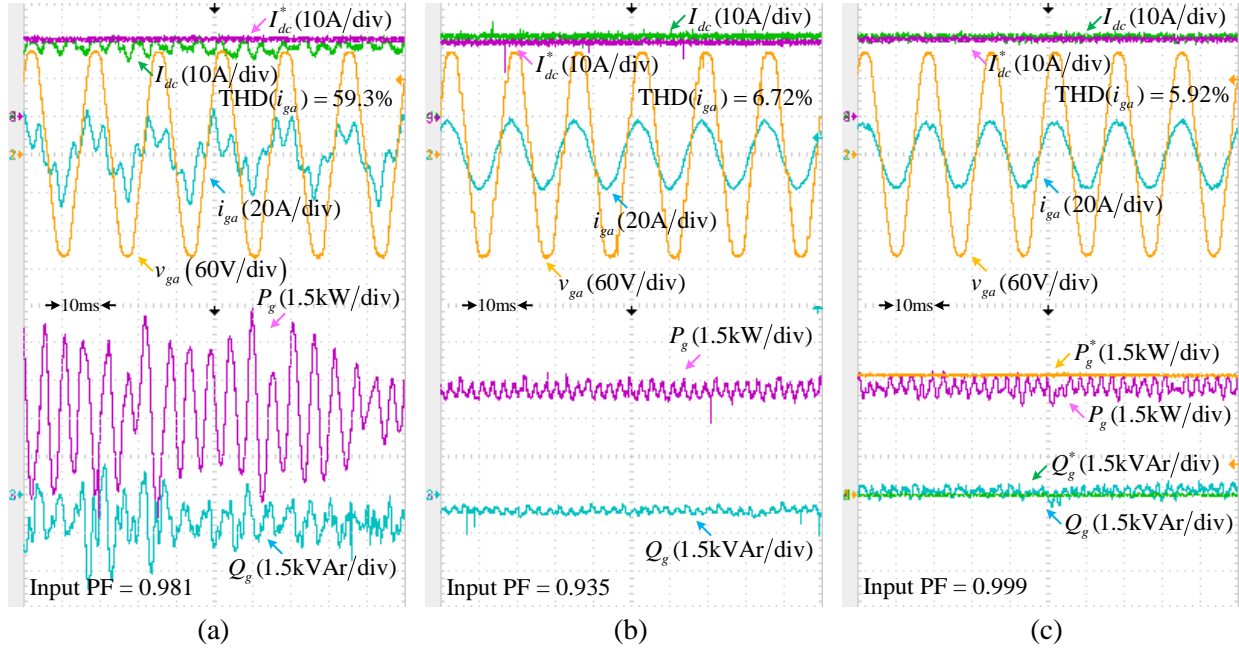 I*dc (10A/div)
Idc (10A/div)
THD(iga) = 59.3%
iga (20A/div)
vga (60V/div)
10ms
Pg (1.5kW/div)
Qg (1.5kVAr/div)
Input PF = 0.981
(a)
Idc (10A/div)
I*dc (10A/div)
THD(iga) = 6.72%
iga (20A/div)
vga (60V/div)
10ms
Pg (1.5kW/div)
Qg (1.5kVAr/div)
Input PF = 0.935
(b)
Idc (10A/div)
I*dc (10A/div)
THD(iga) = 5.92%
iga (20A/div)
vga (60V/div)
10ms
P*g (1.5kW/div)
Pg (1.5kW/div)
Q*g (1.5kVAr/div)
Qg (1.5kVAr/div)
Input PF = 0.999
(c)